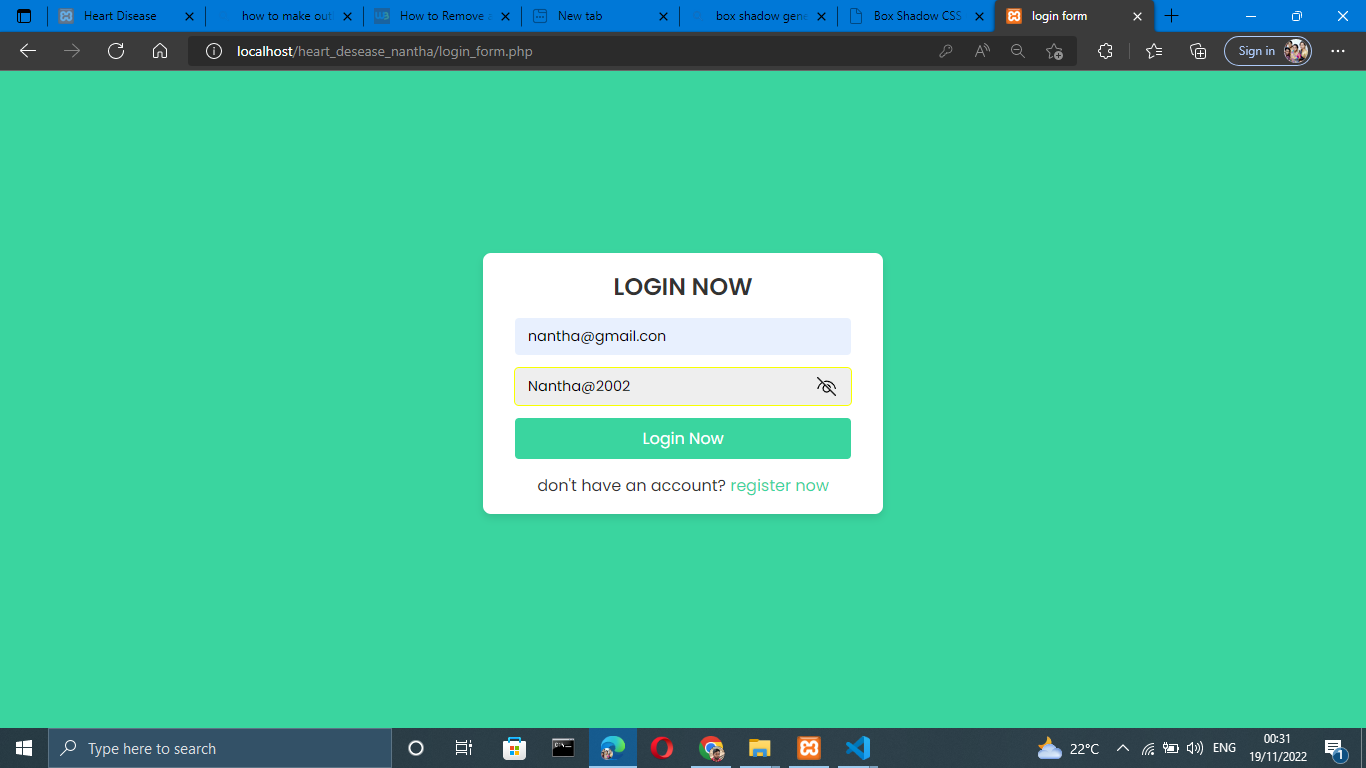 Heart Disease
how to make out
How to Remove
New tab
box shadow gene
Box Shadow CSS
login form
localhost/heart_desease_nantha/login_form.php
Sign in
LOGIN NOW
nantha@gmail.con
Nantha@2002
Login Now
don't have an account? register now
Type here to search
22°C
ENG
00:31
19/11/2022
1